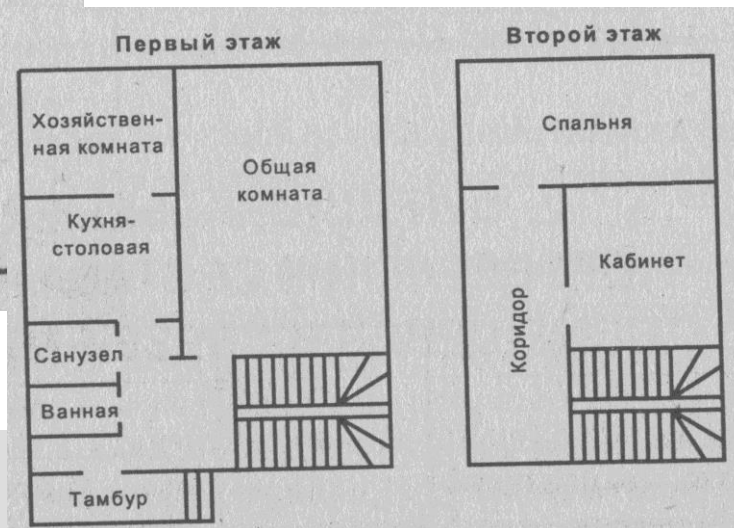 Первый этаж
Хозяйствен-
ная комната
Общая
комната
Кухня-
столовая
Санузел
Ванная
Тамбур
Второй этаж
Спальня
Кабинет
Коридор